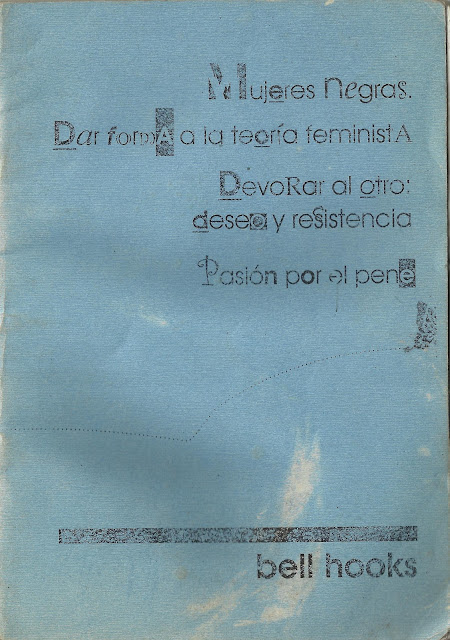 Mujeres Negras.
Dar formA a la teoría feministA
DevoRar al otro:
deseo y reSistencia
Pasión por el pene
bell hooks